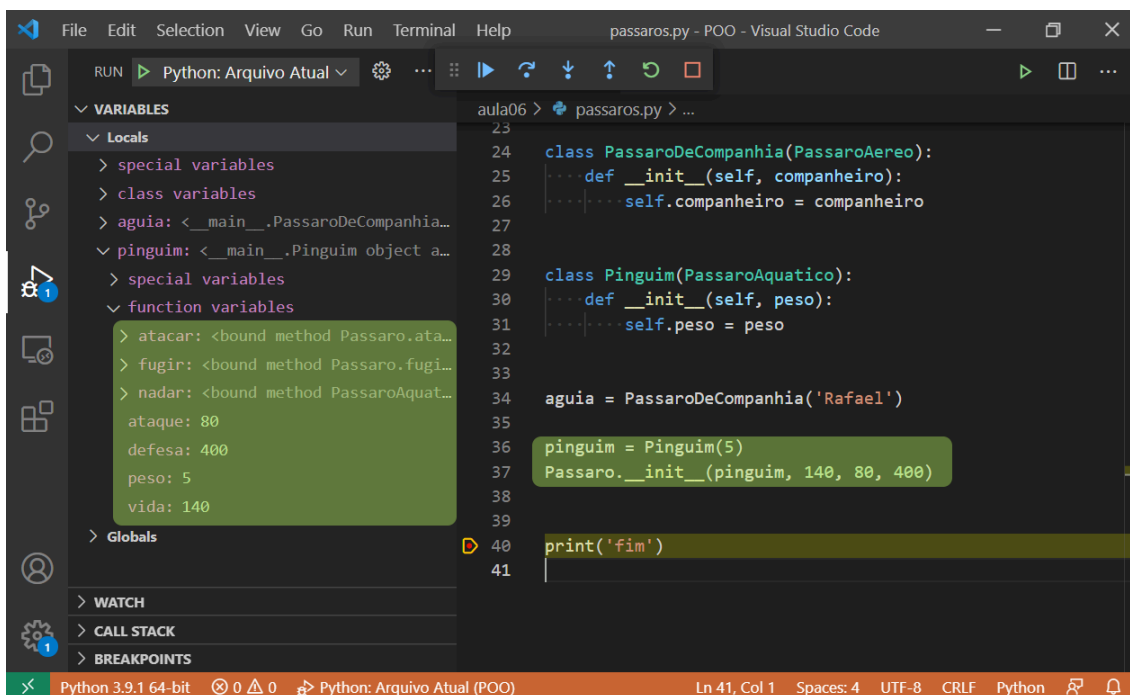 File Edit Selection View Go Run Terminal Help passaros.py - POO - Visual Studio Code
RUN Python: Arquivo Atual ...
VARIABLES
Locals
special variables
class variables
aguia: <__main__.PassaroDeCompanhia…
pinguim: <__main__.Pinguim object a…
special variables
function variables
atacar: <bound method Passaro.ata…
fugir: <bound method Passaro.fugi…
nadar: <bound method PassaroAquat…
ataque: 80
defesa: 400
peso: 5
vida: 140
Globals
WATCH
CALL STACK
BREAKPOINTS
1
1
aula06 > passaros.py > ...
23
24 class PassaroDeCompanhia(PassaroAereo):
25 ····def __init__(self, companheiro):
26 ········self.companheiro = companheiro
27
28
29 class Pinguim(PassaroAquatico):
30 ····def __init__(self, peso):
31 ········self.peso = peso
32
33
34 aguia = PassaroDeCompanhia('Rafael')
35
36 pinguim = Pinguim(5)
37 Passaro.__init__(pinguim, 140, 80, 400)
38
39
40 print('fim')
41
Python 3.9.1 64-bit 0 0 Python: Arquivo Atual (POO) Ln 41, Col 1 Spaces: 4 UTF-8 CRLF Python